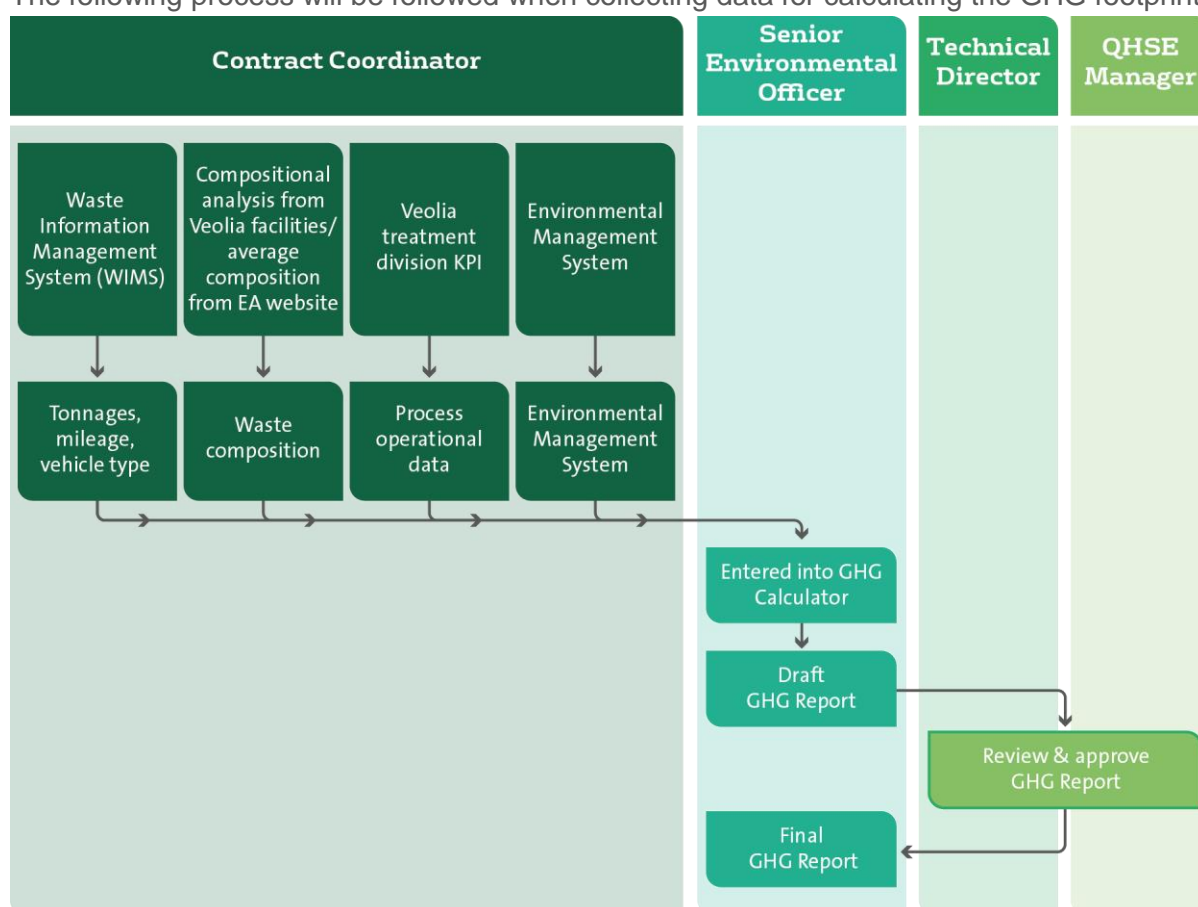 The following process will be followed when collecting data for calculating the GHG footprint
Contract Coordinator
Senior
Environmental
Officer
Technical
Director
QHSE
Manager
Waste
Information
Management
System (WIMS)
Compositional
analysis from
Veolia facilities/
average
composition
from EA website
Veolia
treatment
division KPI
Environmental
Management
System
Tonnages,
mileage,
vehicle type
Waste
composition
Process
operational
data
Environmental
Management
System
Entered into GHG
Calculator
Draft
GHG Report
Review & approve
GHG Report
Final
GHG Report